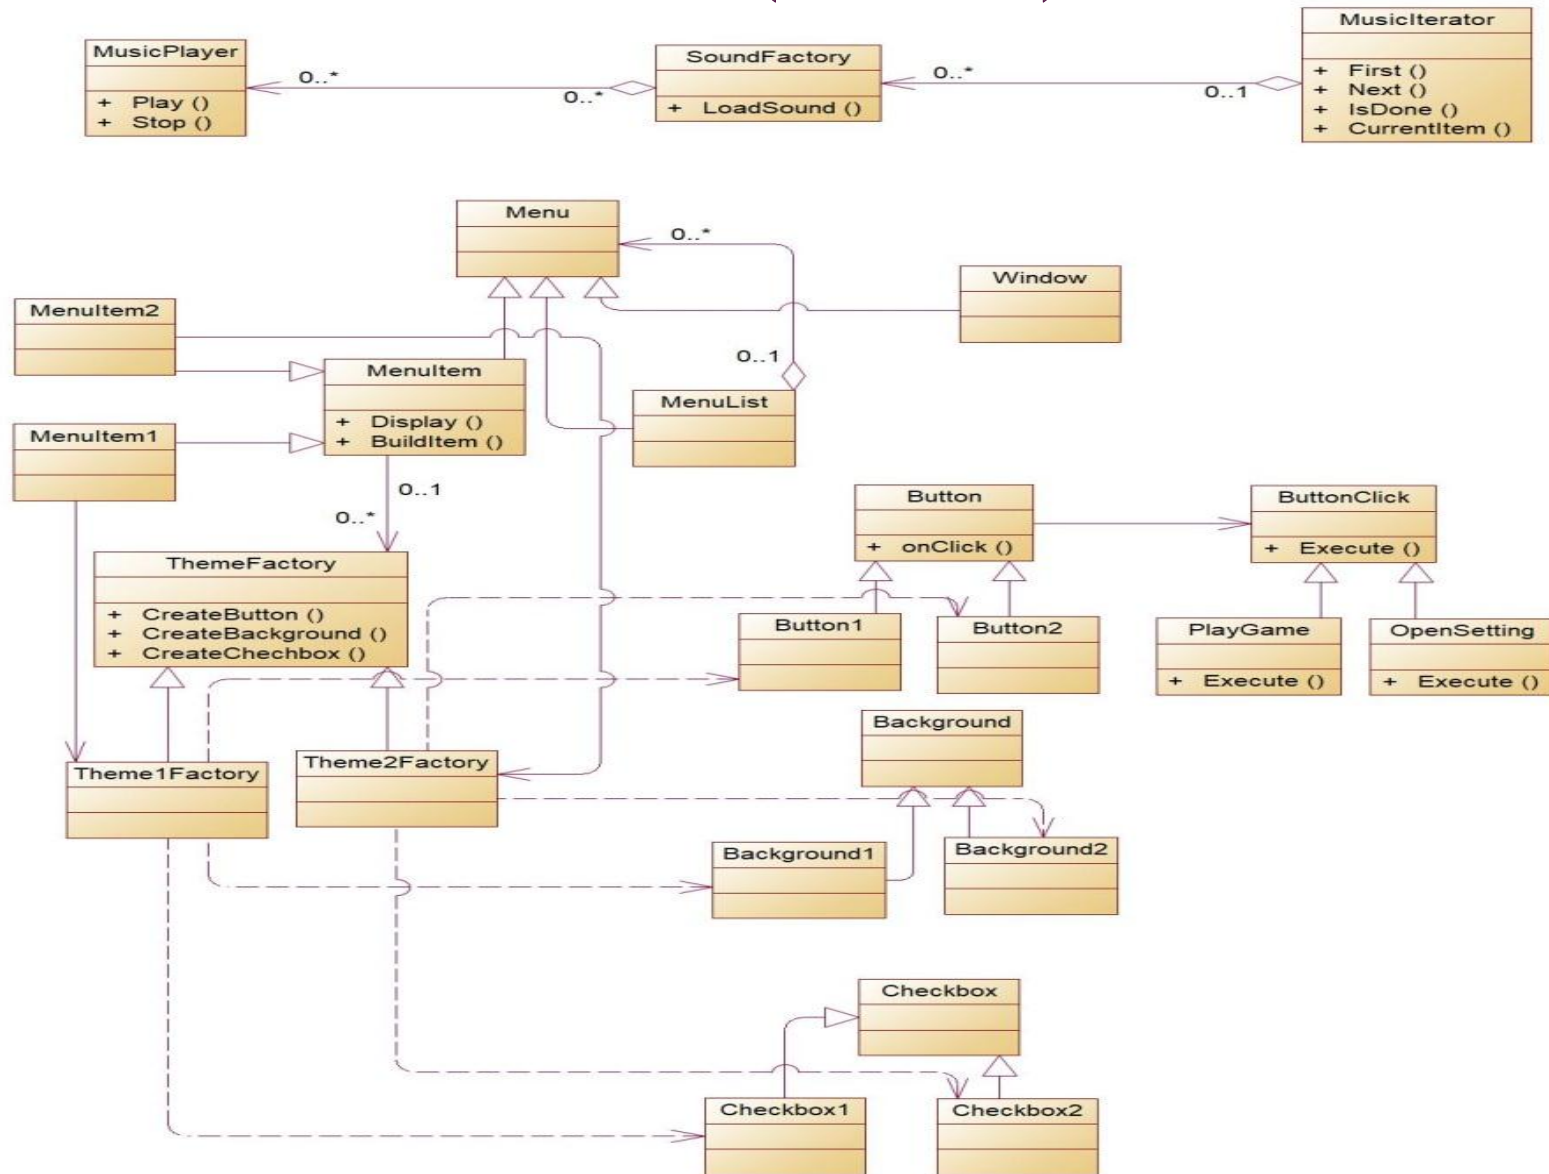 MusicPlayer
+ Play ()
+ Stop ()
0..*
0..*
SoundFactory
+ LoadSound ()
0..*
0..1
MusicIterator
+ First ()
+ Next ()
+ IsDone ()
+ CurrentItem ()
Menu
0..*
Window
MenuItem2
0..1
MenuItem
+ Display ()
+ BuildItem ()
MenuList
MenuItem1
0..1
0..*
Button
+ onClick ()
ButtonClick
+ Execute ()
ThemeFactory
+ CreateButton ()
+ CreateBackground ()
+ CreateChechbox ()
Button1
Button2
PlayGame
+ Execute ()
OpenSetting
+ Execute ()
Background
Theme1Factory
Theme2Factory
Background1
Background2
Checkbox
Checkbox1
Checkbox2